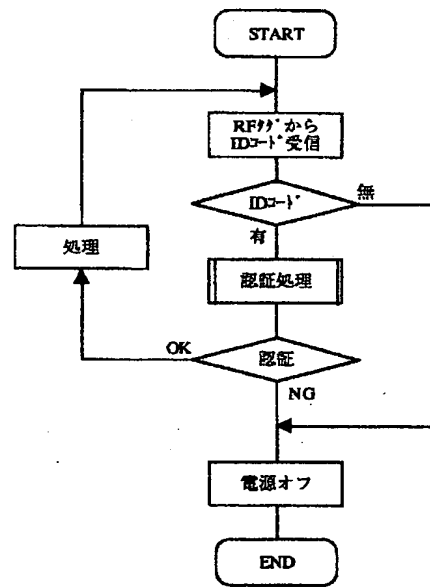 START
RFﾀｸﾞから
IDｺｰﾄﾞ受信
IDｺｰﾄﾞ
無
有
処理
認証処理
OK
認証
NG
電源オフ
END